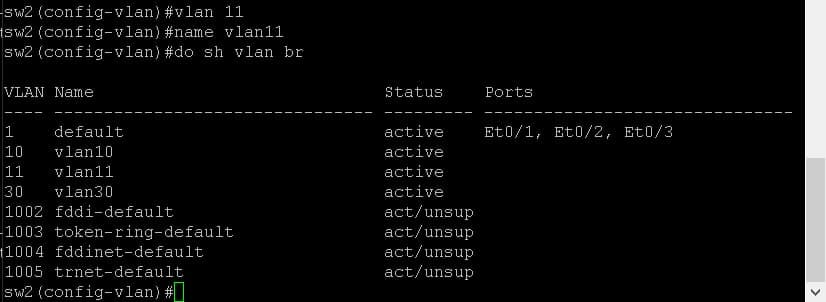 sw2(config-vlan)#vlan 11
sw2(config-vlan)#name vlan11
sw2(config-vlan)#do sh vlan br
VLAN Name                             Status    Ports
---- -------------------------------- --------- -------------------------------
1    default                          active    Et0/1, Et0/2, Et0/3
10   vlan10                           active
11   vlan11                           active
30   vlan30                           active
1002 fddi-default                     act/unsup
1003 token-ring-default               act/unsup
1004 fddinet-default                  act/unsup
1005 trnet-default                    act/unsup
sw2(config-vlan)#